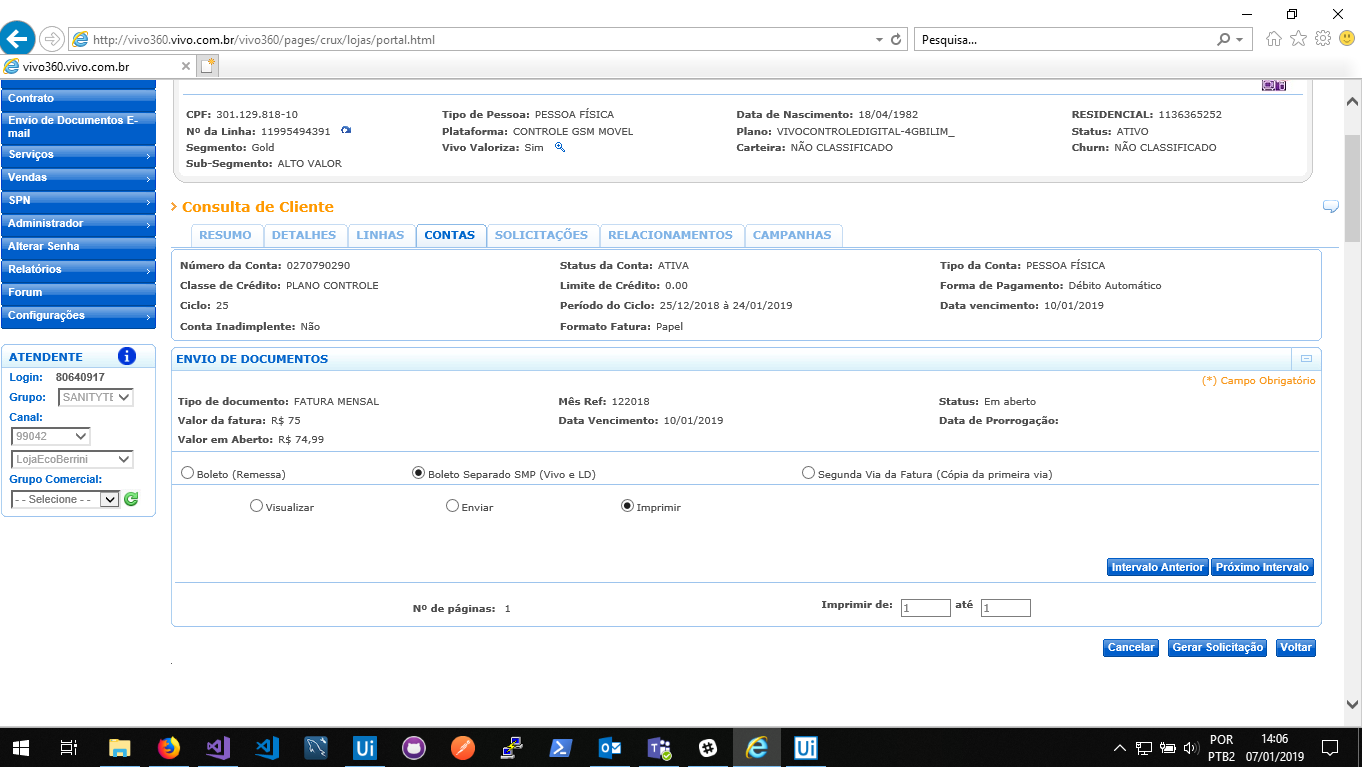 http://vivo360.vivo.com.br/vivo360/pages/crux/lojas/portal.html
Pesquisa...
vivo360.vivo.com.br
Contrato
Envio de Documentos E-
mail
Serviços
Vendas
SPN
Administrador
Alterar Senha
Relatórios
Forum
Configurações
ATENDENTE
Login: 80640917
Grupo: SANITYTE
Canal:
99042
LojaEcoBerrini
Grupo Comercial:
- - Selecione - -
CPF: 301.129.818-10 Tipo de Pessoa: PESSOA FÍSICA Data de Nascimento: 18/04/1982 RESIDENCIAL: 1136365252
Nº da Linha: 11995494391 Plataforma: CONTROLE GSM MOVEL Plano: VIVOCONTROLEDIGITAL-4GBILIM_ Status: ATIVO
Segmento: Gold Vivo Valoriza: Sim Carteira: NÃO CLASSIFICADO Churn: NÃO CLASSIFICADO
Sub-Segmento: ALTO VALOR
Consulta de Cliente
RESUMO DETALHES LINHAS CONTAS SOLICITAÇÕES RELACIONAMENTOS CAMPANHAS
Número da Conta: 0270790290 Status da Conta: ATIVA Tipo da Conta: PESSOA FÍSICA
Classe de Crédito: PLANO CONTROLE Limite de Crédito: 0.00 Forma de Pagamento: Débito Automático
Ciclo: 25 Período do Ciclo: 25/12/2018 à 24/01/2019 Data vencimento: 10/01/2019
Conta Inadimplente: Não Formato Fatura: Papel
ENVIO DE DOCUMENTOS
(*) Campo Obrigatório
Tipo de documento: FATURA MENSAL Mês Ref: 122018 Status: Em aberto
Valor da fatura: R$ 75 Data Vencimento: 10/01/2019 Data de Prorrogação:
Valor em Aberto: R$ 74,99
Boleto (Remessa) Boleto Separado SMP (Vivo e LD) Segunda Via da Fatura (Cópia da primeira via)
Visualizar Enviar Imprimir
Intervalo Anterior Próximo Intervalo
Nº de páginas: 1 Imprimir de: 1 até 1
Cancelar Gerar Solicitação Voltar
Ui Ui
POR 14:06
PTB2 07/01/2019